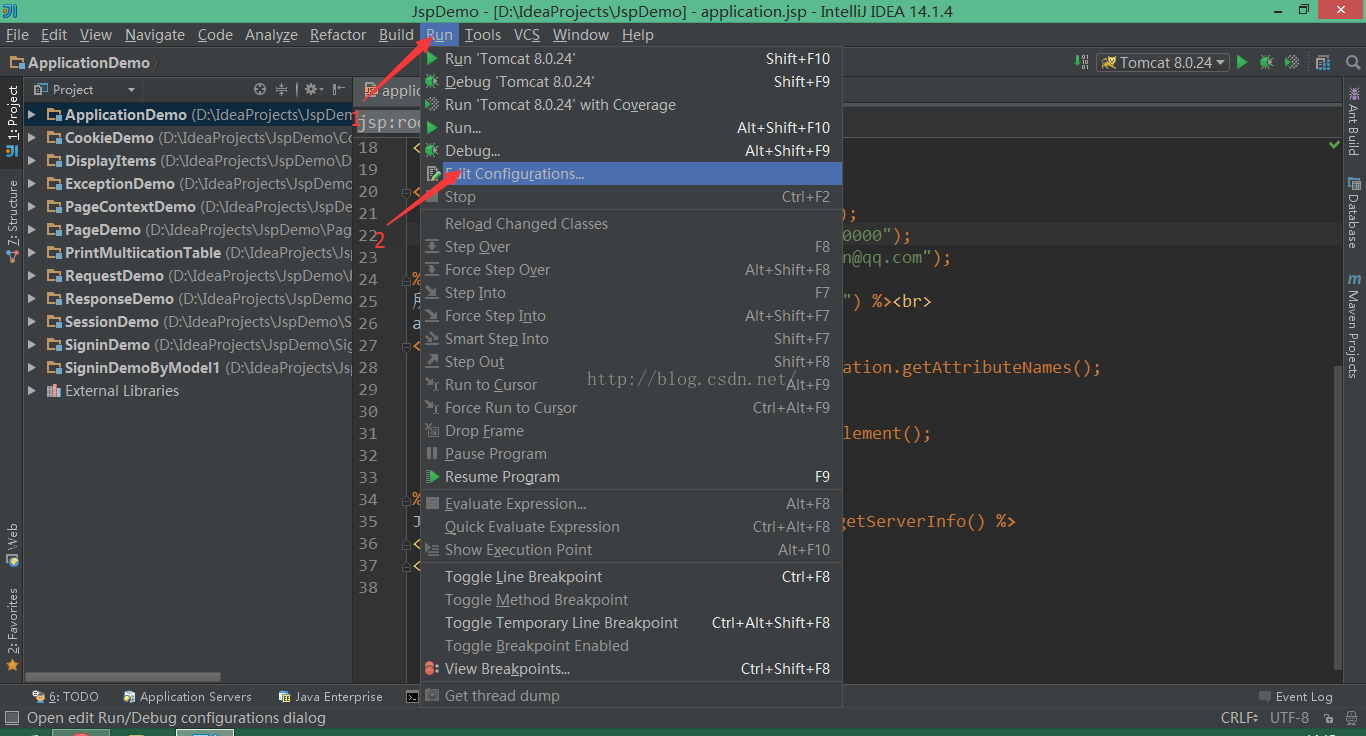 JspDemo - [D:\IdeaProjects\JspDemo] - application.jsp - IntelliJ IDEA 14.1.4
File Edit View Navigate Code Analyze Refactor Build Run Tools VCS Window Help
ApplicationDemo
Tomcat 8.0.24
1: Project
7: Structure
Web
2: Favorites
Project
ApplicationDemo (D:\IdeaProjects\JspDem
CookieDemo (D:\IdeaProjects\JspDemo\Co
DisplayItems (D:\IdeaProjects\JspDemo\D
ExceptionDemo (D:\IdeaProjects\JspDemo
PageContextDemo (D:\IdeaProjects\JspDe
PageDemo (D:\IdeaProjects\JspDemo\Pag
PrintMultiicationTable (D:\IdeaProjects\J
RequestDemo (D:\IdeaProjects\JspDemo\
ResponseDemo (D:\IdeaProjects\JspDemo
SessionDemo (D:\IdeaProjects\JspDemo\S
SigninDemo (D:\IdeaProjects\JspDemo\Sig
SigninDemoByModel1 (D:\IdeaProjects\Js
External Libraries
applic
1
jsp:roo
2
18 <
19
20 <
21 );
22 0000");
23 n@qq.com");
24 %
25 ") %><br>
26 a
27 <
28 ation.getAttributeNames();
29
30
31 lement();
32
33
34 %
35 J getServerInfo() %>
36 <
37 <
38
Run 'Tomcat 8.0.24' Shift+F10
Debug 'Tomcat 8.0.24' Shift+F9
Run 'Tomcat 8.0.24' with Coverage
Run... Alt+Shift+F10
Debug... Alt+Shift+F9
Edit Configurations...
Stop Ctrl+F2
Reload Changed Classes
Step Over F8
Force Step Over Alt+Shift+F8
Step Into F7
Force Step Into Alt+Shift+F7
Smart Step Into Shift+F7
Step Out Shift+F8
http://blog.csdn.net/
Run to Cursor Alt+F9
Force Run to Cursor Ctrl+Alt+F9
Drop Frame
Pause Program
Resume Program F9
Evaluate Expression... Alt+F8
Quick Evaluate Expression Ctrl+Alt+F8
Show Execution Point Alt+F10
Toggle Line Breakpoint Ctrl+F8
Toggle Method Breakpoint
Toggle Temporary Line Breakpoint Ctrl+Alt+Shift+F8
Toggle Breakpoint Enabled
View Breakpoints... Ctrl+Shift+F8
Get thread dump
Ant Build
Database
Maven Projects
6: TODO Application Servers Java Enterprise Event Log
Open edit Run/Debug configurations dialog CRLF UTF-8